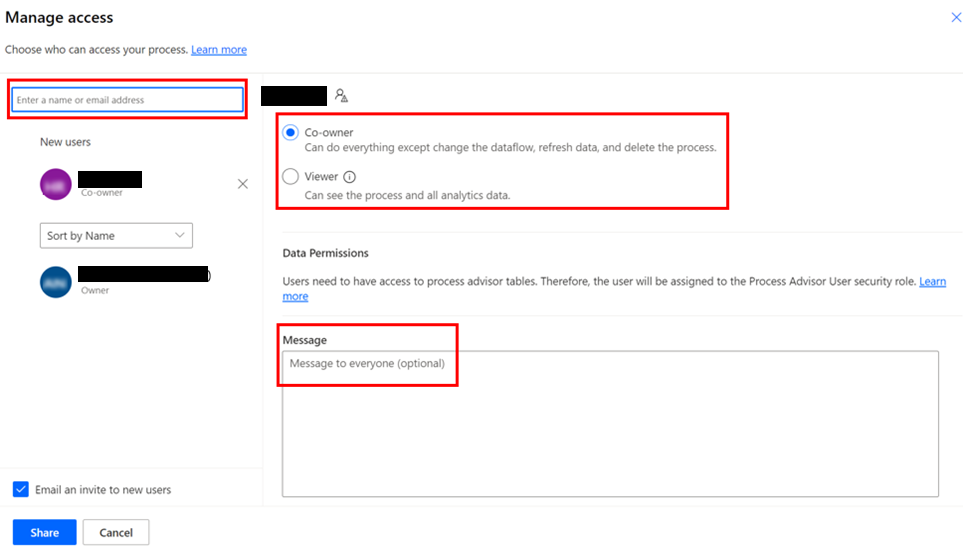 Manage access
Choose who can access your process. Learn more
Enter a name or email address
New users
Co-owner
Sort by Name
)
Owner
Co-owner
Can do everything except change the dataflow, refresh data, and delete the process.
Viewer
Can see the process and all analytics data.
Data Permissions
Users need to have access to process advisor tables. Therefore, the user will be assigned to the Process Advisor User security role. Learn
more
Message
Message to everyone (optional)
Email an invite to new users
Share
Cancel